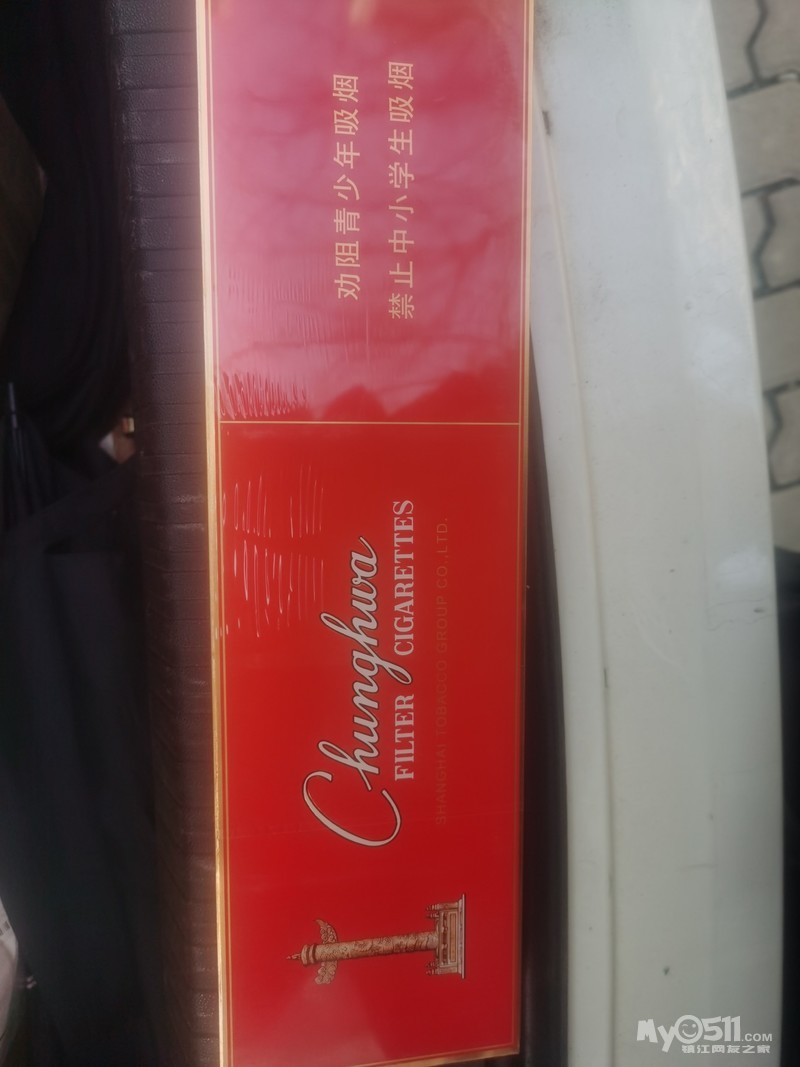 劝阻青少年吸烟
禁止中小学生吸烟
Chunghwa
FILTER CIGARETTES
SHANGHAI TOBACCO GROUP CO.,LTD.
My0511.COM
镇江网友之家